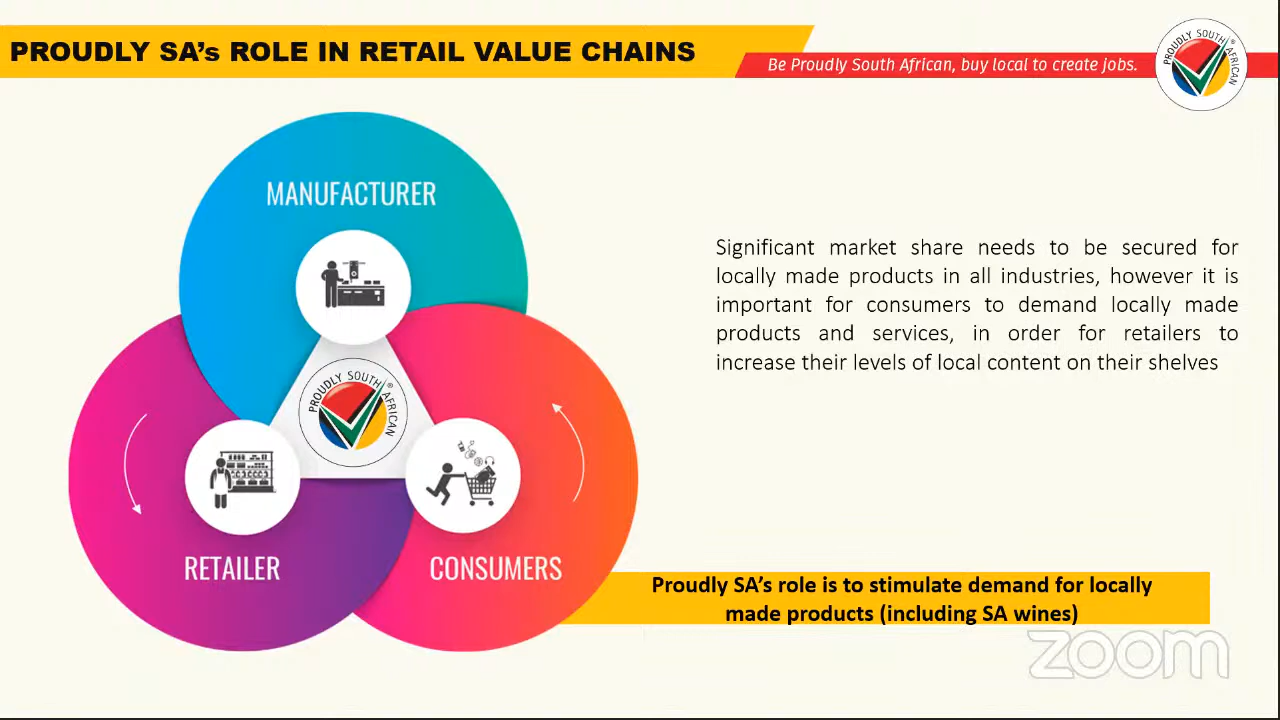 PROUDLY SA's ROLE IN RETAIL VALUE CHAINS
Be Proudly South African, buy local to create jobs.
PROUDLY SOUTH AFRICAN ®
MANUFACTURER
Significant market share needs to be secured for
locally made products in all industries, however it is
important for consumers to demand locally made
products and services, in order for retailers to
increase their levels of local content on their shelves
PROUDLY SOUTH AFRICAN ®
RETAILER
CONSUMERS
Proudly SA's role is to stimulate demand for locally
made products (including SA wines)
zoom